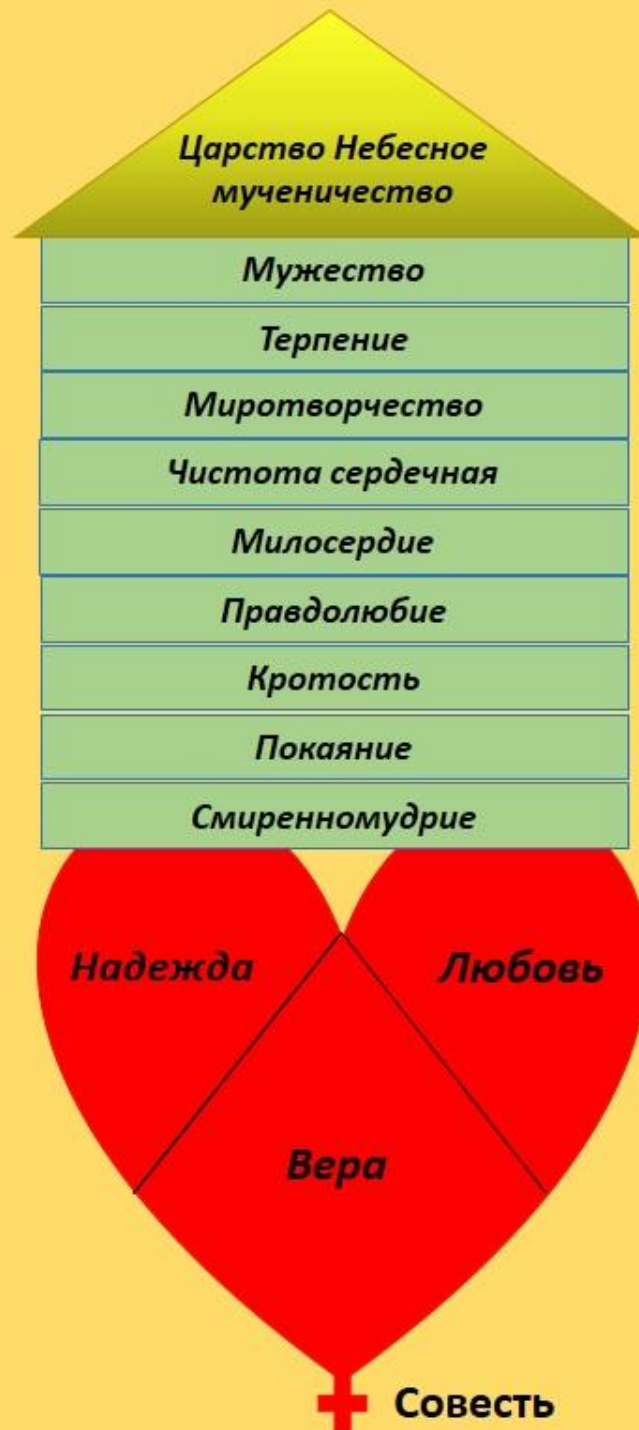 Царство Небесное
мученичество
Мужество
Терпение
Миротворчество
Чистота сердечная
Милосердие
Правдолюбие
Кротость
Покаяние
Смиренномудрие
Надежда
Любовь
Вера
Совесть